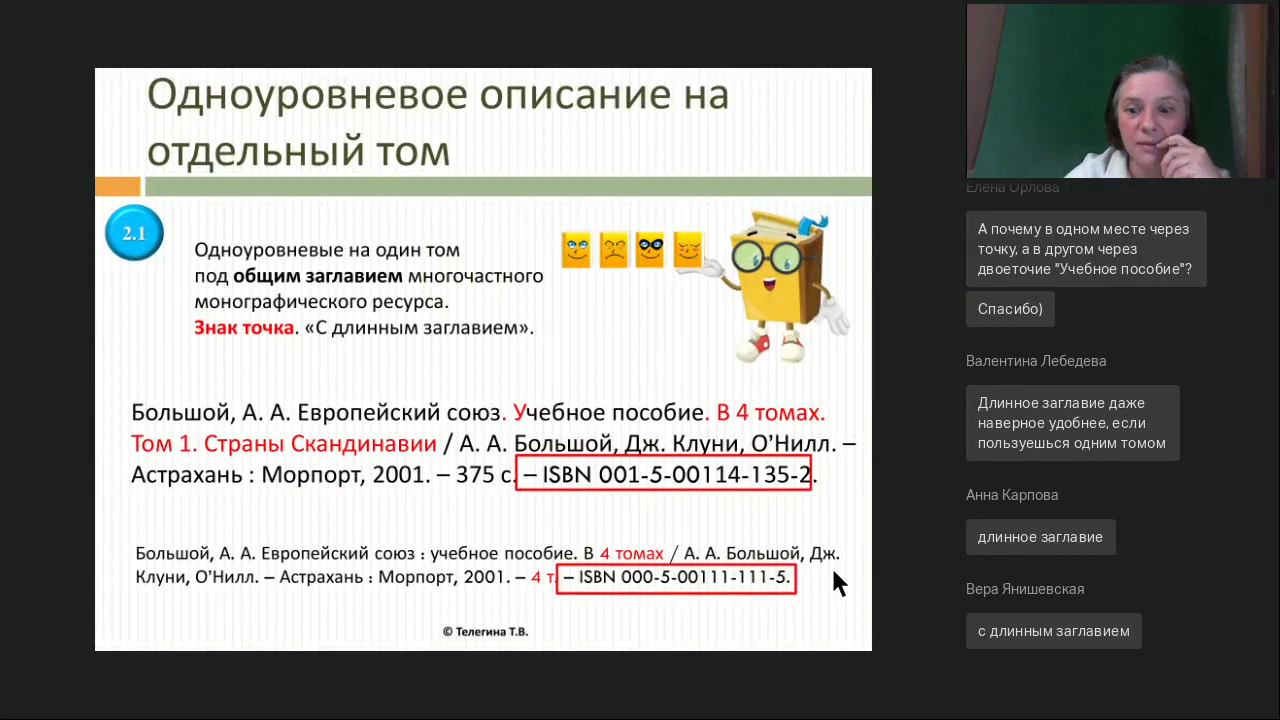 Одноуровневое описание на
отдельный том
2.1
Одноуровневые на один том
под общим заглавием многочастного
монографического ресурса.
Знак точка. «С длинным заглавием».
Большой, А. А. Европейский союз. Учебное пособие. В 4 томах.
Том 1. Страны Скандинавии / А. А. Большой, Дж. Клуни, О’Нилл. –
Астрахань : Морпорт, 2001. – 375 с. – ISBN 001-5-00114-135-2.
Большой, А. А. Европейский союз : учебное пособие. В 4 томах / А. А. Большой, Дж.
Клуни, О’Нилл. – Астрахань : Морпорт, 2001. – 4 т. – ISBN 000-5-00111-111-5.
© Телегина Т.В.
Елена Орлова
А почему в одном месте через
точку, а в другом через
двоеточие "Учебное пособие"?
Спасибо)
Валентина Лебедева
Длинное заглавие даже
наверное удобнее, если
пользуешься одним томом
Анна Карпова
длинное заглавие
Вера Янишевская
с длинным заглавием